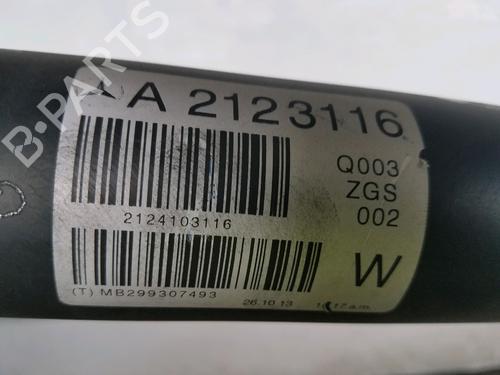 B-PARTS
A 2123116
Q003
ZGS
002
2124103116
W
(T) MB299307493
26.10.13